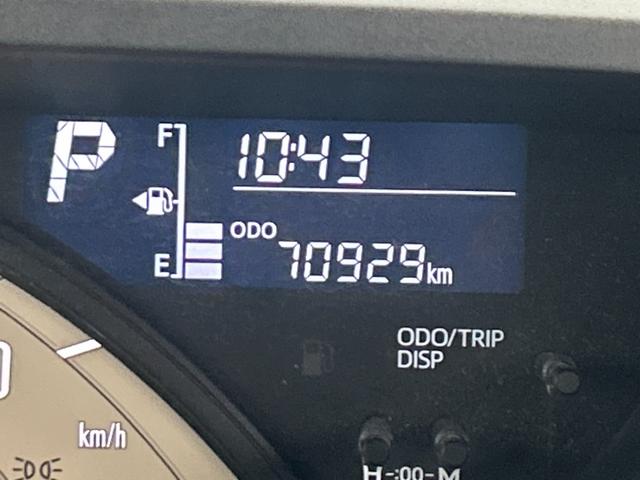 P
F
10:43
ODO
E
70929km
ODO/TRIP
DISP
km/h
H-:00-M